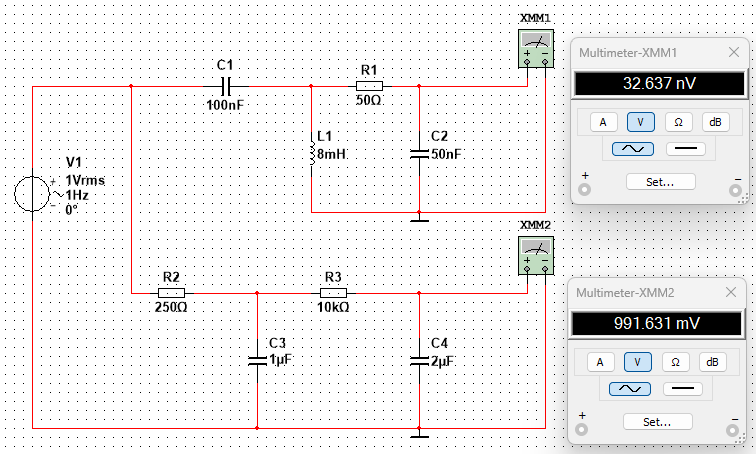 XMM1
Multimeter-XMM1
32.637 nV
A V Ω dB
Set...
+ −
C1
100nF
R1
50Ω
+ −
L1
8mH
C2
50nF
V1
1Vrms
1Hz
0°
+
−
XMM2
+ −
R2
250Ω
R3
10kΩ
C3
1µF
C4
2µF
Multimeter-XMM2
991.631 mV
A V Ω dB
Set...
+ −